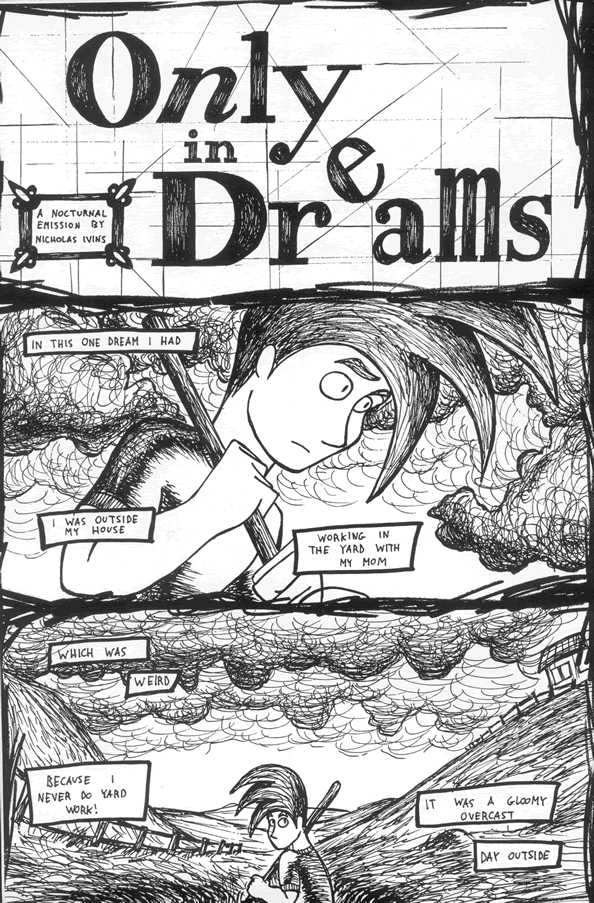 Only
in
Dreams
A NOCTURNAL
EMISSION BY
NICHOLAS IVINS
IN THIS ONE DREAM I HAD
I WAS OUTSIDE
MY HOUSE
WORKING IN
THE YARD WITH
MY MOM
WHICH WAS
WEIRD
BECAUSE I
NEVER DO YARD
WORK!
IT WAS A GLOOMY
OVERCAST
DAY OUTSIDE